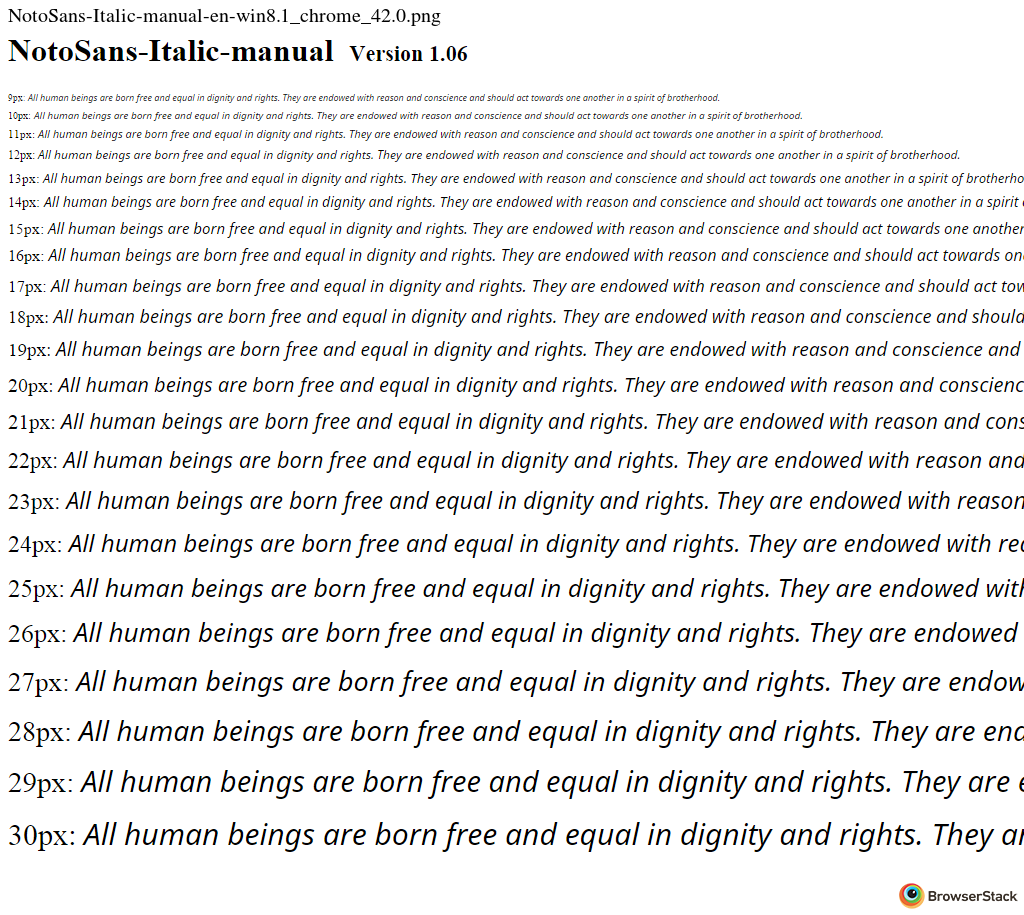 NotoSans-Italic-manual-en-win8.1_chrome_42.0.png
NotoSans-Italic-manual Version 1.06
9px: All human beings are born free and equal in dignity and rights. They are endowed with reason and conscience and should act towards one another in a spirit of brotherhood.
10px: All human beings are born free and equal in dignity and rights. They are endowed with reason and conscience and should act towards one another in a spirit of brotherhood.
11px: All human beings are born free and equal in dignity and rights. They are endowed with reason and conscience and should act towards one another in a spirit of brotherhood.
12px: All human beings are born free and equal in dignity and rights. They are endowed with reason and conscience and should act towards one another in a spirit of brotherhood.
13px: All human beings are born free and equal in dignity and rights. They are endowed with reason and conscience and should act towards one another in a spirit of brotherho
14px: All human beings are born free and equal in dignity and rights. They are endowed with reason and conscience and should act towards one another in a spirit
15px: All human beings are born free and equal in dignity and rights. They are endowed with reason and conscience and should act towards one another
16px: All human beings are born free and equal in dignity and rights. They are endowed with reason and conscience and should act towards on
17px: All human beings are born free and equal in dignity and rights. They are endowed with reason and conscience and should act tow
18px: All human beings are born free and equal in dignity and rights. They are endowed with reason and conscience and should
19px: All human beings are born free and equal in dignity and rights. They are endowed with reason and conscience and
20px: All human beings are born free and equal in dignity and rights. They are endowed with reason and conscienc
21px: All human beings are born free and equal in dignity and rights. They are endowed with reason and cons
22px: All human beings are born free and equal in dignity and rights. They are endowed with reason and
23px: All human beings are born free and equal in dignity and rights. They are endowed with reason
24px: All human beings are born free and equal in dignity and rights. They are endowed with rea
25px: All human beings are born free and equal in dignity and rights. They are endowed with
26px: All human beings are born free and equal in dignity and rights. They are endowed
27px: All human beings are born free and equal in dignity and rights. They are endow
28px: All human beings are born free and equal in dignity and rights. They are end
29px: All human beings are born free and equal in dignity and rights. They are e
30px: All human beings are born free and equal in dignity and rights. They ar
BrowserStack